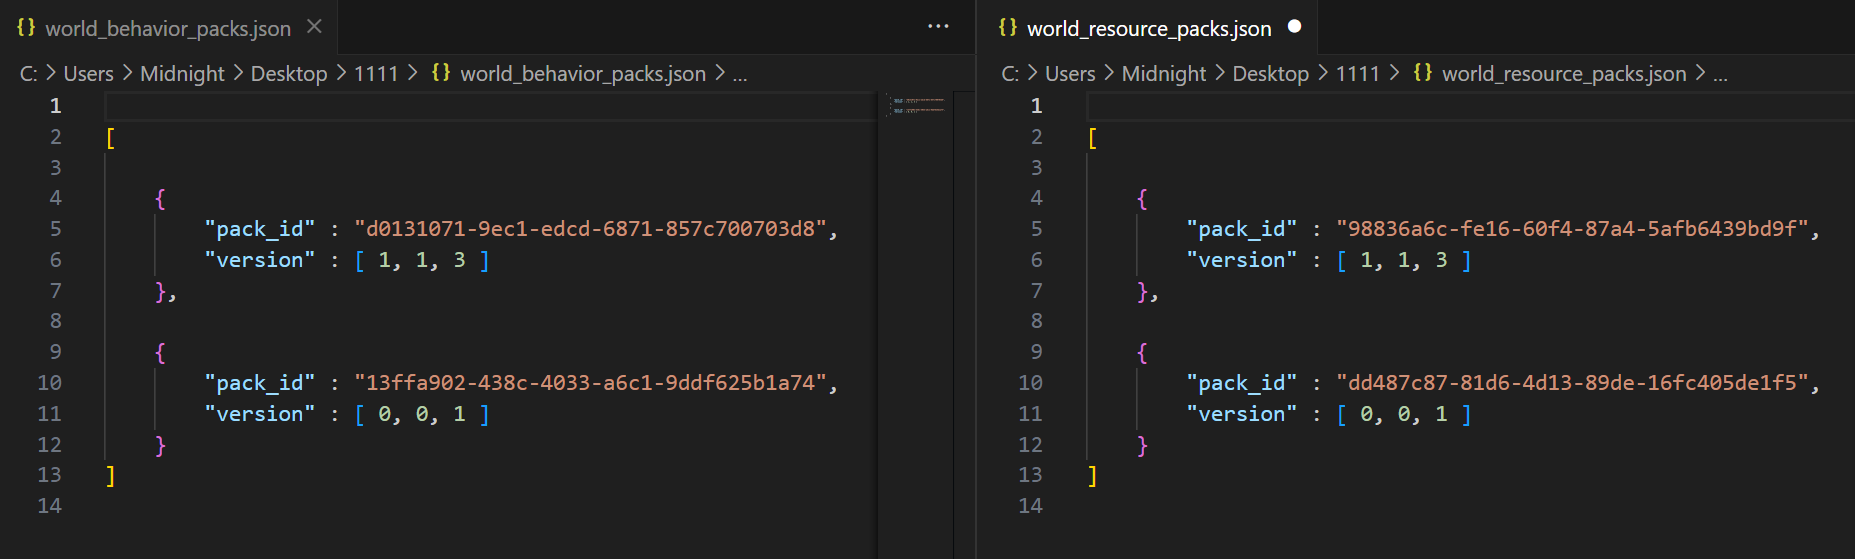 {} world_behavior_packs.json × ...
C: > Users > Midnight > Desktop > 1111 > {} world_behavior_packs.json > ...
1
2 [
3
4 {
5 "pack_id" : "d0131071-9ec1-edcd-6871-857c700703d8",
6 "version" : [ 1, 1, 3 ]
7 },
8
9 {
10 "pack_id" : "13ffa902-438c-4033-a6c1-9ddf625b1a74",
11 "version" : [ 0, 0, 1 ]
12 }
13 ]
14
{} world_resource_packs.json ●
C: > Users > Midnight > Desktop > 1111 > {} world_resource_packs.json > ...
1
2 [
3
4 {
5 "pack_id" : "98836a6c-fe16-60f4-87a4-5afb6439bd9f",
6 "version" : [ 1, 1, 3 ]
7 },
8
9 {
10 "pack_id" : "dd487c87-81d6-4d13-89de-16fc405de1f5",
11 "version" : [ 0, 0, 1 ]
12 }
13 ]
14